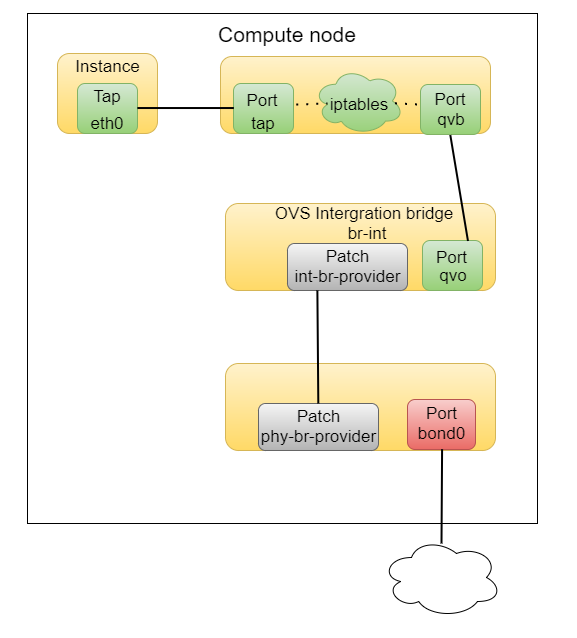 Compute node
Instance
Tap
eth0
Port
tap
iptables
Port
qvb
OVS Intergration bridge
br-int
Patch
int-br-provider
Port
qvo
Patch
phy-br-provider
Port
bond0